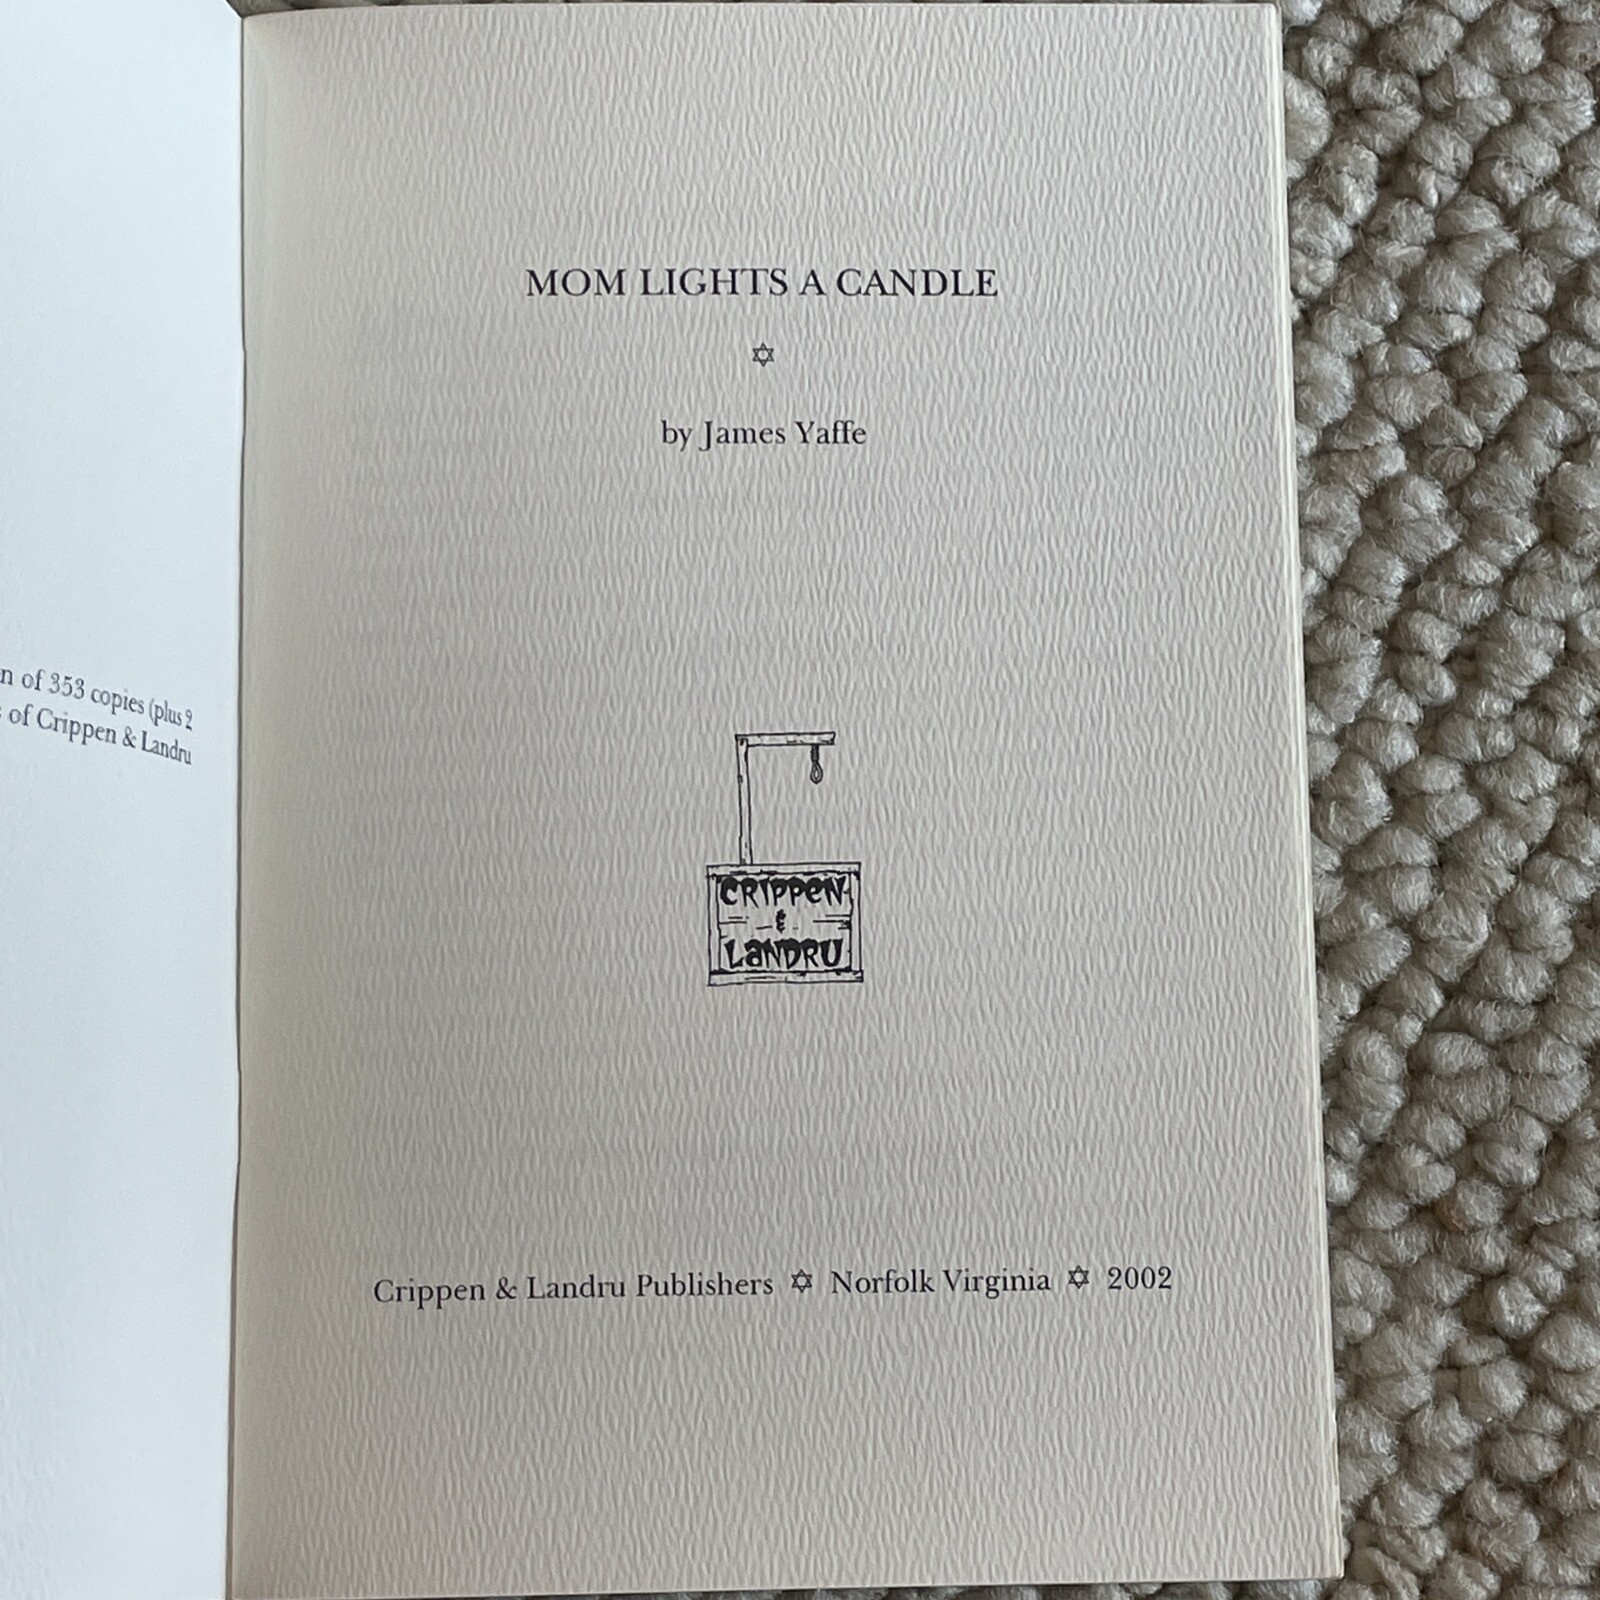 of 353 copies (plus 2
of Crippen & Landru
MOM LIGHTS A CANDLE
✡
by James Yaffe
CRIPPEN
&
LANDRU
Crippen & Landru Publishers ✡ Norfolk Virginia ✡ 2002